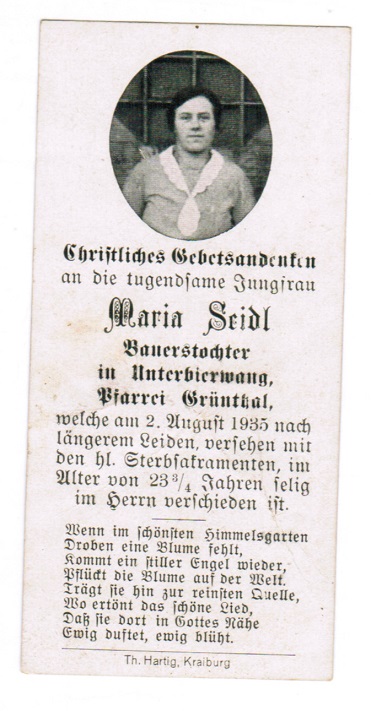 Christliches Gebetsandenken
an die tugendsame Jungfrau
Maria Seidl
Bauerstochter
in Unterbierwang,
Pfarrei Grünthal,
welche am 2. August 1935 nach
längerem Leiden, versehen mit
den hl. Sterbsakramenten, im
Alter von 23 3/4 Jahren selig
im Herrn verschieden ist.
Wenn im schönsten Himmelsgarten
Droben eine Blume fehlt,
Kommt ein stiller Engel wieder,
Pflückt die Blume auf der Welt.
Trägt sie hin zur reinsten Quelle,
Wo ertönt das schöne Lied,
Daß sie dort in Gottes Nähe
Ewig duftet, ewig blüht.
Th. Hartig, Kraiburg